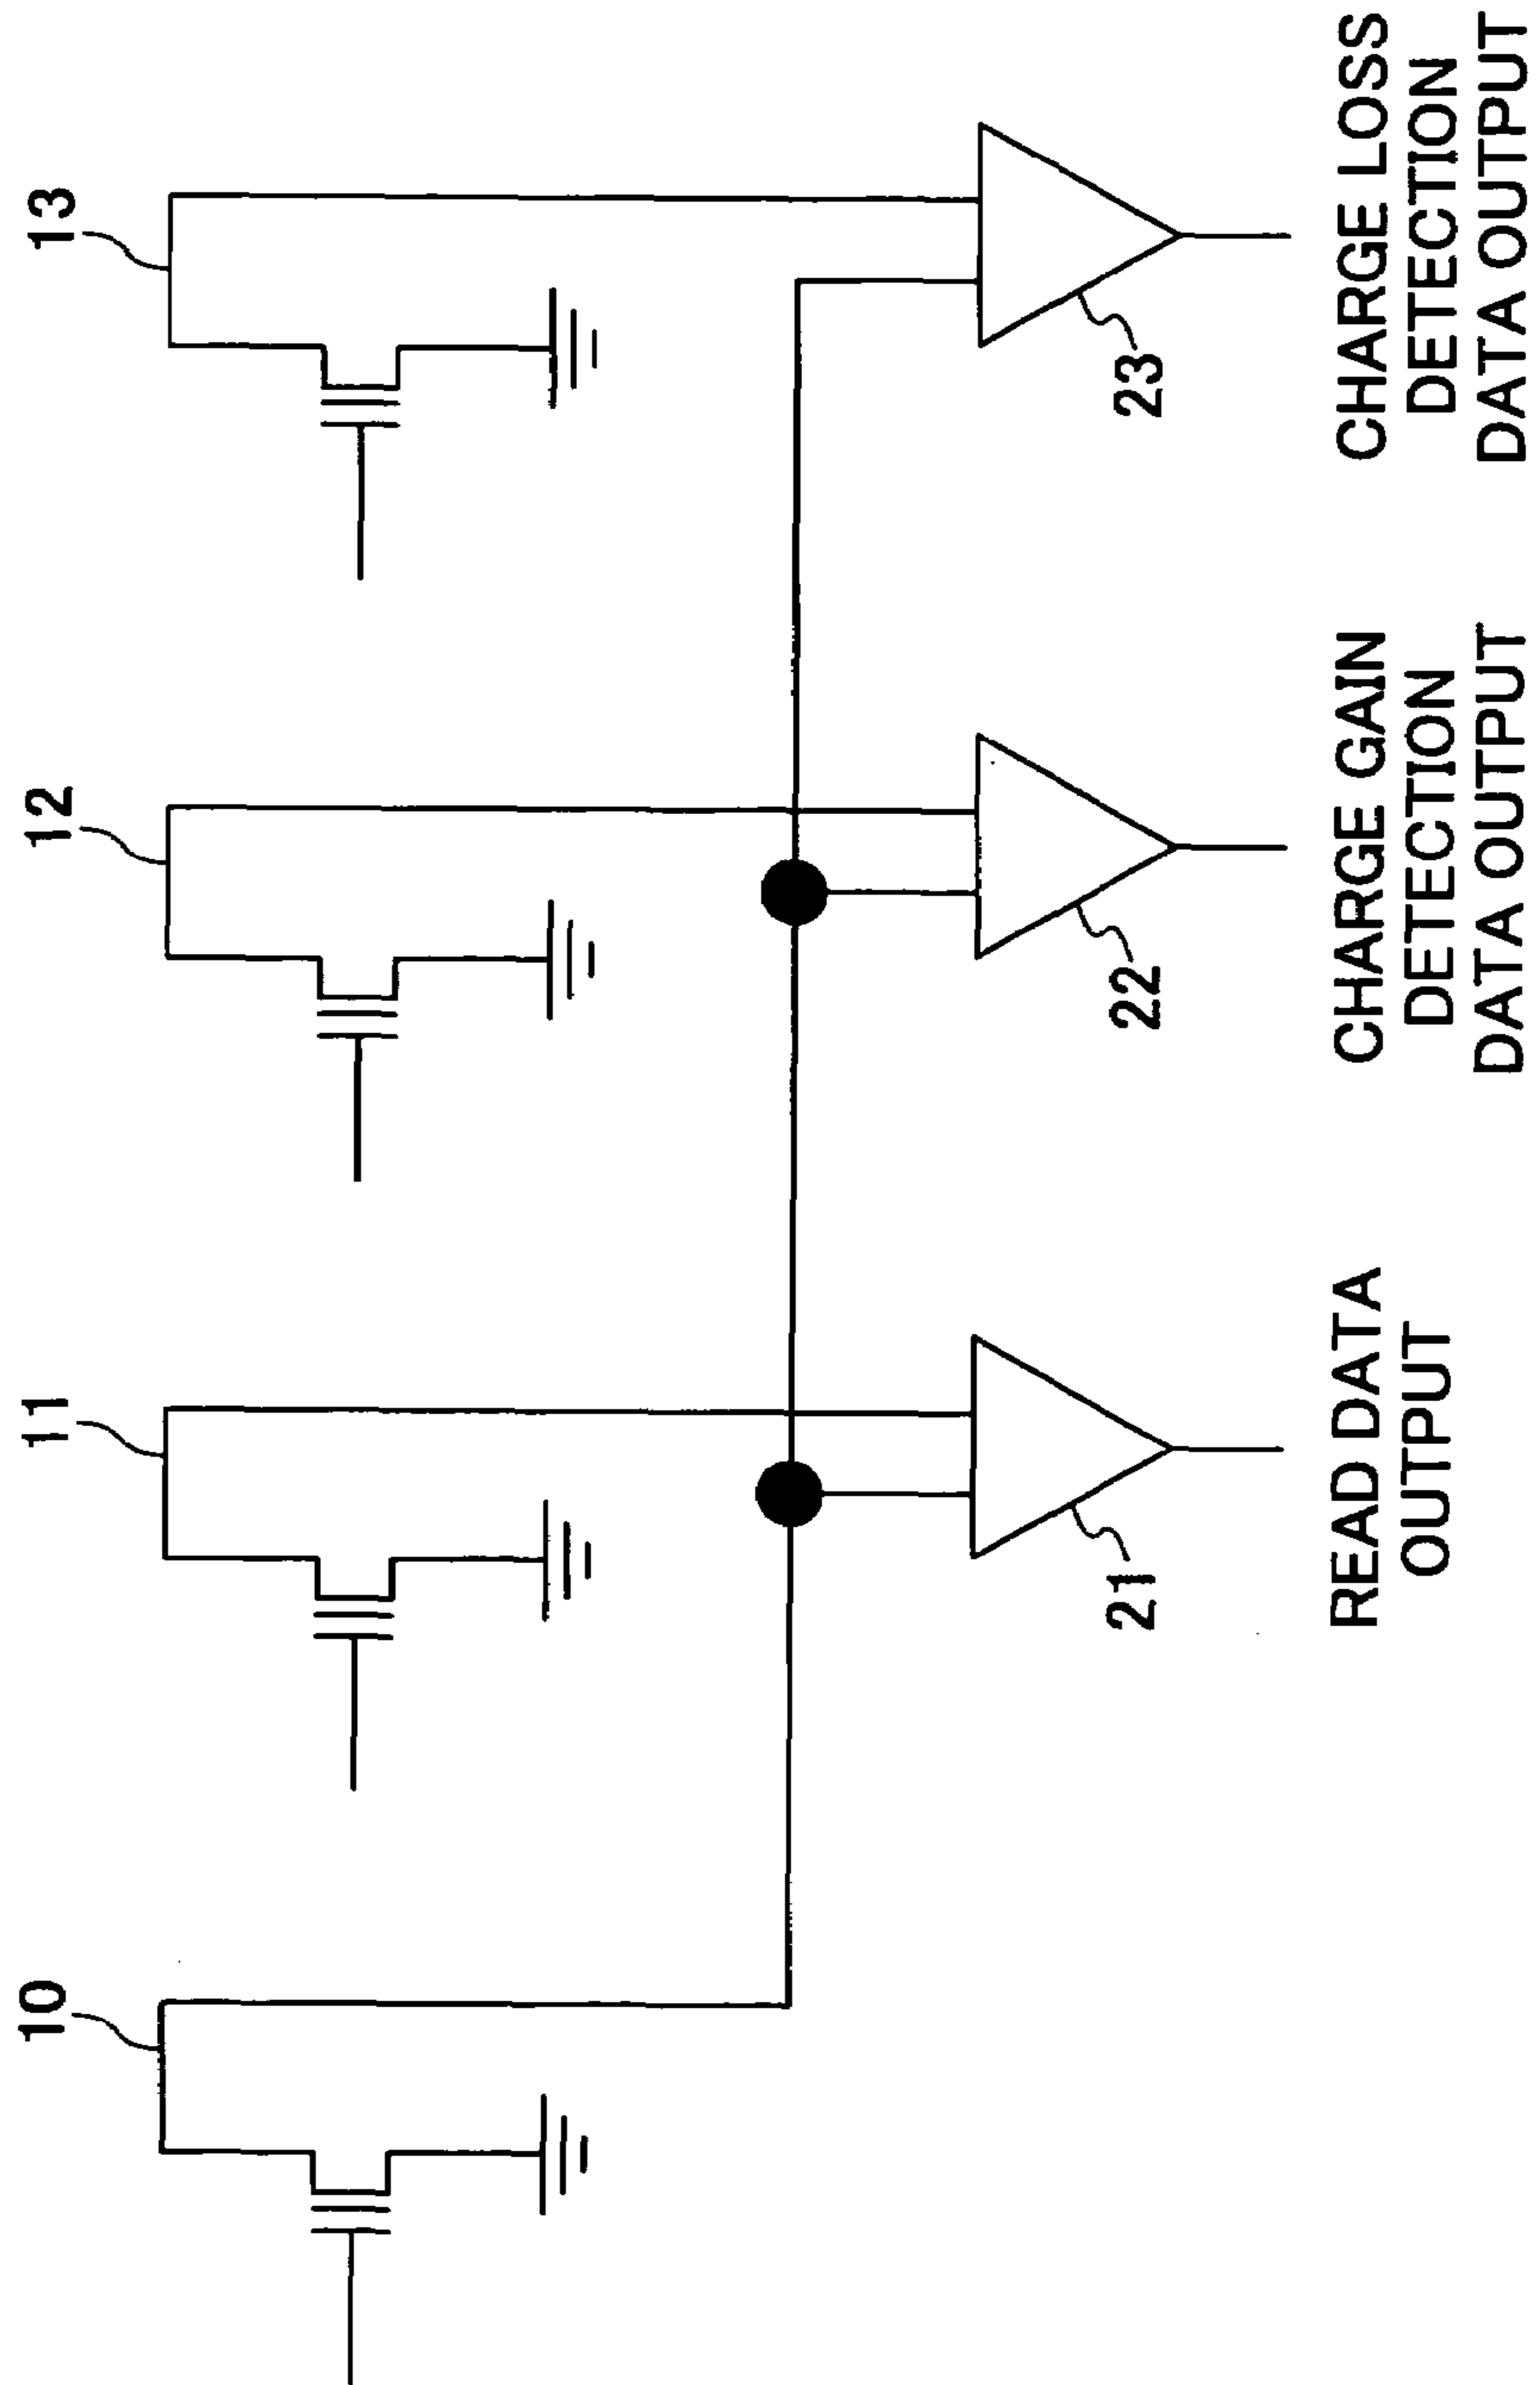 10
11
12
13
21
22
23
READ DATA
OUTPUT
CHARGE GAIN
DETECTION
DATA OUTPUT
CHARGE LOSS
DETECTION
DATA OUTPUT